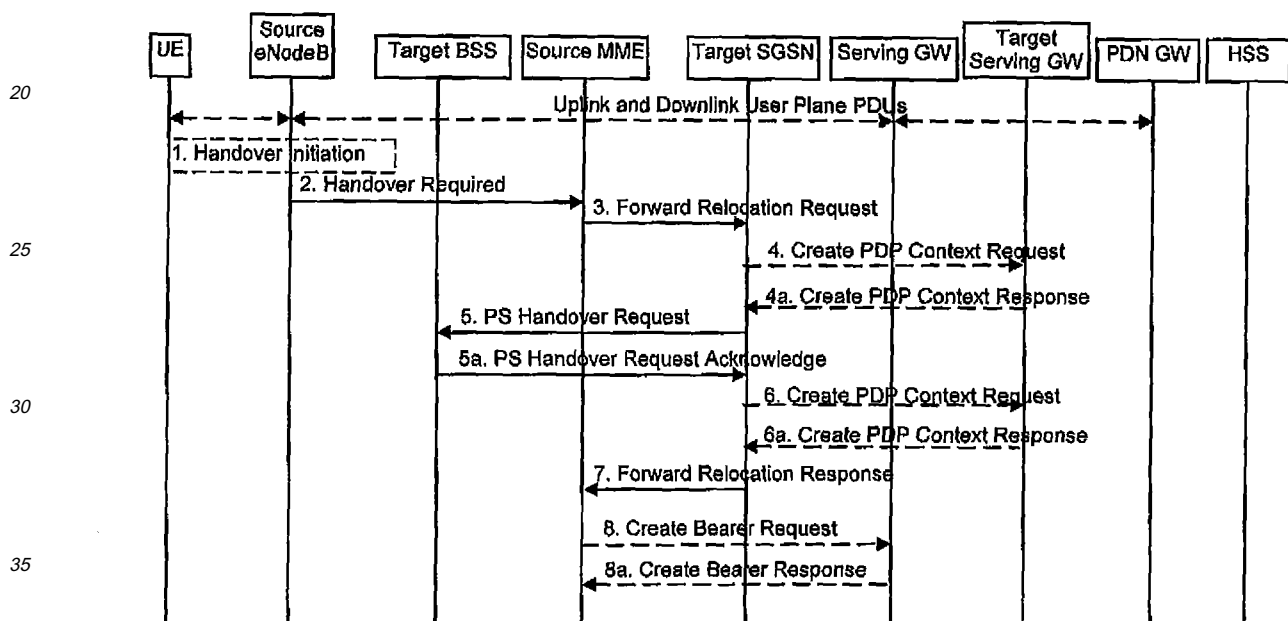 UE
Source
eNodeB
Target BSS
Source MME
Target SGSN
Serving GW
Target
Serving GW
PDN GW
HSS
20
Uplink and Downlink User Plane PDUs
1. Handover Initiation
2. Handover Required
3. Forward Relocation Request
25
4. Create PDP Context Request
4a. Create PDP Context Response
5. PS Handover Request
5a. PS Handover Request Acknowledge
30
6. Create PDP Context Request
6a. Create PDP Context Response
7. Forward Relocation Response
8. Create Bearer Request
35
8a. Create Bearer Response